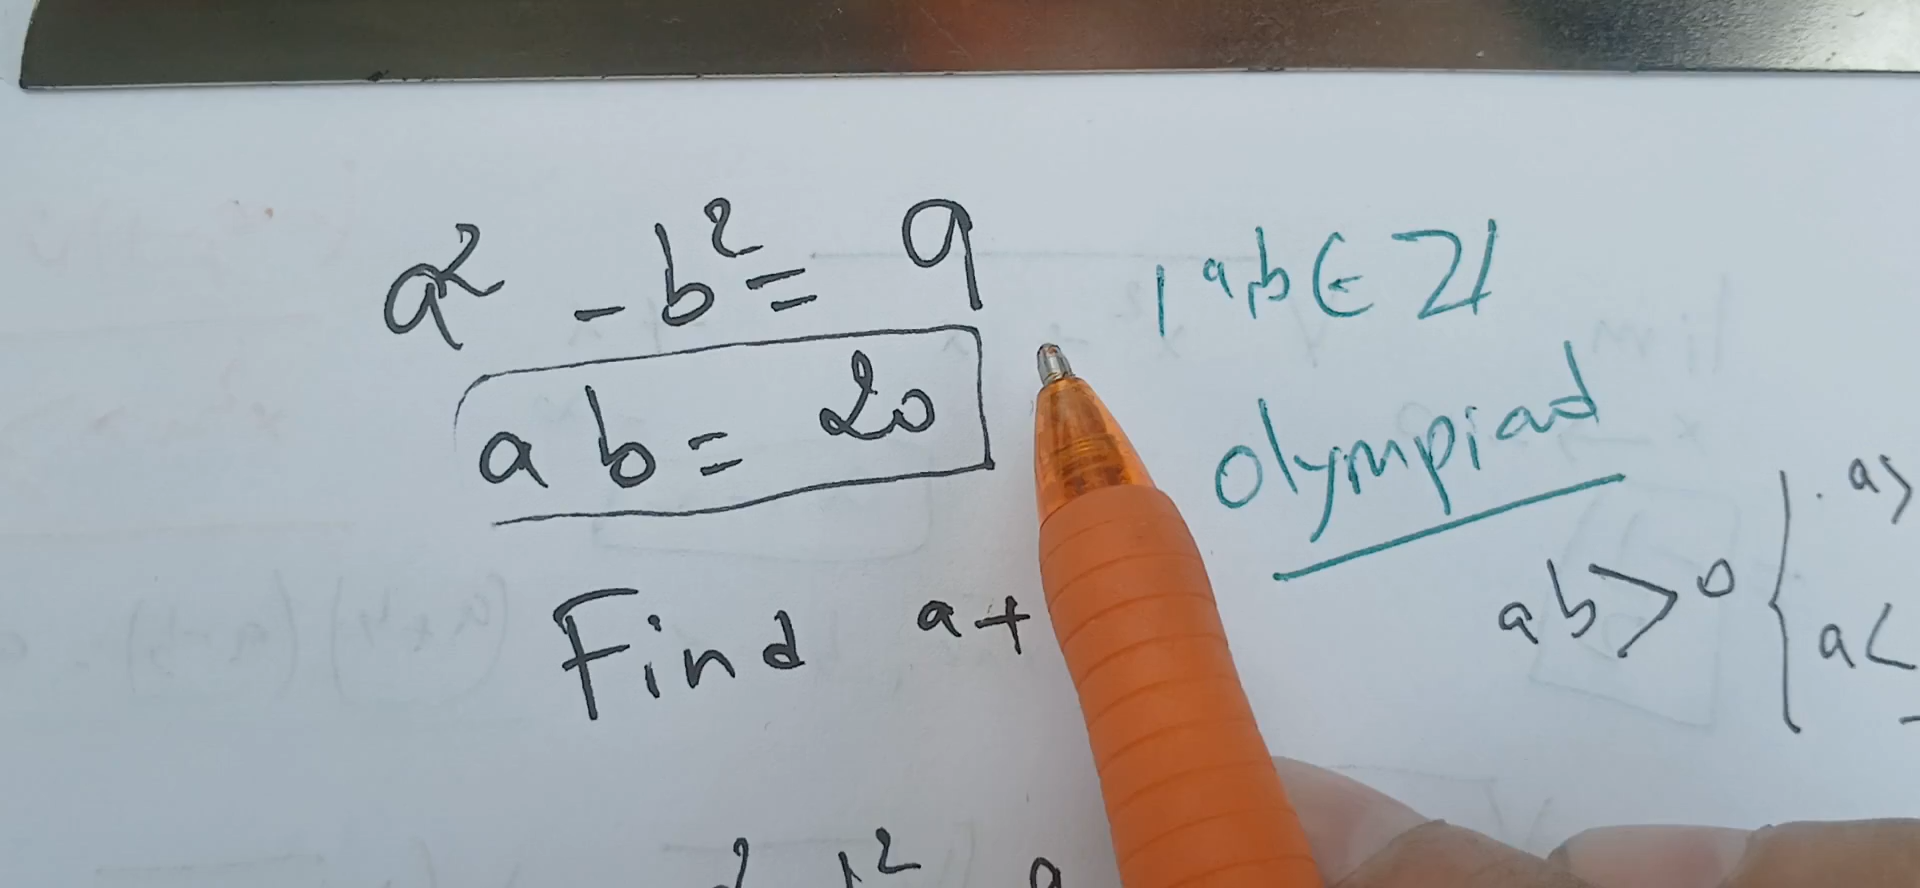 a² - b² = 9 , a,b ∈ ℤ
ab = 20
olympiad
Find a +
ab > 0 { a >
a <